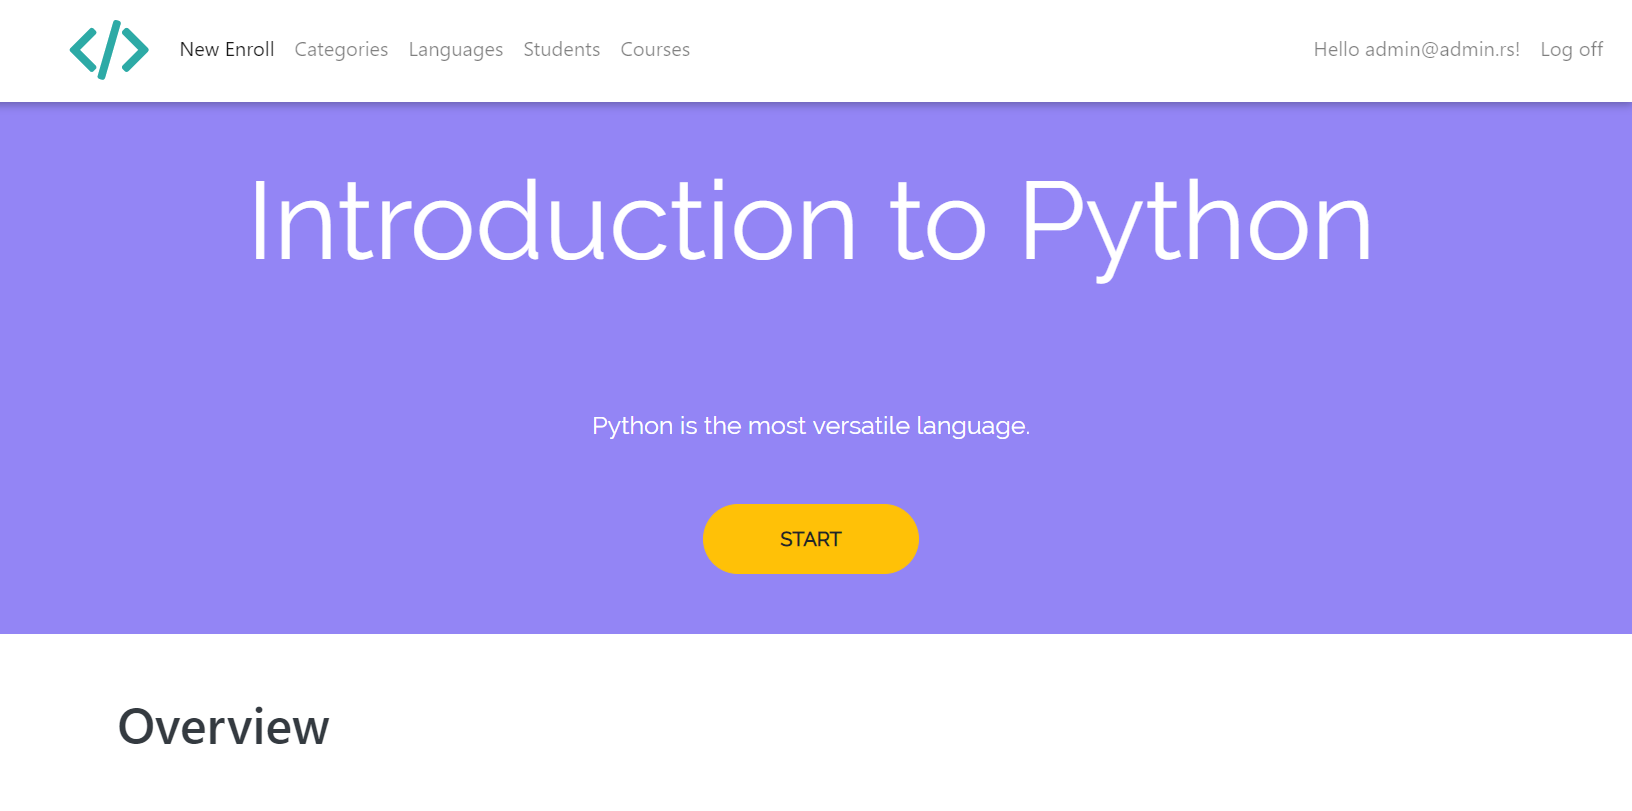 New Enroll Categories Languages Students Courses Hello admin@admin.rs! Log off
Introduction to Python
Python is the most versatile language.
START
Overview